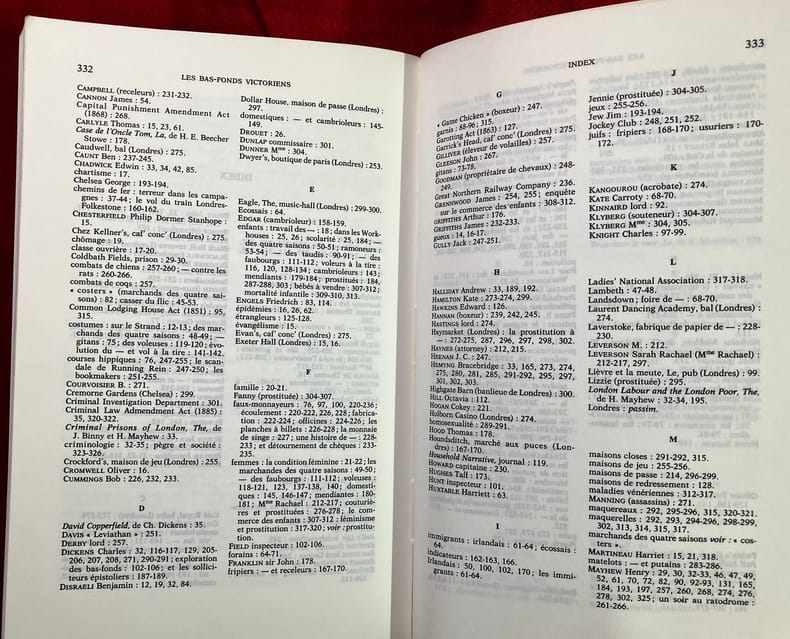 332
LES BAS-FONDS VICTORIENS
CAMPBELL (receleurs) : 231-232.
CANNON James : 54.
Capital Punishment Amendment Act
(1868) : 268.
CARLYLE Thomas : 15, 23, 61.
Case de l'Oncle Tom, La, de H. E. Beecher
Stowe : 178.
Caudwell, bal (Londres) : 275.
CAUNT Ben : 237-245.
CHADWICK Edwin : 33, 34, 42, 85.
chartisme : 17.
Chelsea George : 193-194.
chemins de fer : terreur dans les campa-
gnes : 37-44; le vol du train Londres-
Folkestone : 160-162.
CHESTERFIELD Philip Dormer Stanhope :
15.
Chez Kellner's, caf' conc' (Londres) : 275.
chômage : 19.
classe ouvrière : 17-20.
Coldbath Fields, prison : 29-30.
combats de chiens : 257-260; — contre les
rats : 260-266.
combats de coqs : 257.
« costers » (marchandes des quatre sai-
sons) : 82; casser du flic : 45-53.
Common Lodging House Act (1851) : 95,
315.
costumes : sur le Strand : 12-13; des mar-
chands des quatre saisons : 48-49; —
gitans : 75; des voleuses : 119-120; évo-
lution du — et vol à la tire : 141-142.
courses hippiques : 76, 247-255; le scan-
dale de Running Rein : 247-250; les
bookmakers : 251-255.
COURVOISIER B. : 271.
Cremorne Gardens (Chelsea) : 299.
Criminal Investigation Department : 301.
Criminal Law Admendment Act (1885) :
35, 320-322.
Criminal Prisons of London, The, de
J. Binney et H. Mayhew : 33.
criminologie : 32-35; pègre et société :
323-326.
Crockford's, maison de jeu (Londres) : 255.
CROMWELL Oliver : 16.
CUMMINGS Bob : 226, 232, 233.
D
David Copperfield, de Ch. Dickens : 35.
DAVIS « Leviathan » : 251.
DERBY lord : 257.
DICKENS Charles : 32, 116-117, 129, 205-
206, 207, 208, 271, 290-291; exploration
des bas-fonds : 102-106; et les sollici-
teurs épistoliers : 187-189.
DISRAELI Benjamin : 12, 19, 32, 84.
Dollar House, maison de passe (Londres) :
297.
domestiques : — et cambrioleurs : 145-
149.
DROUET : 26.
DUNLAP commissaire : 301.
DUNNER Mme : 304.
Dwyer's, boutique de paris (Londres) : 253.
E
Eagle, The, music-hall (Londres) : 299-300.
Ecossais : 64.
EDGAR (cambrioleur) : 158-159.
enfants : travail des — : 18; dans les Work-
houses : 25, 26; scolarité : 25, 184; —
des quatre saisons : 50-51; ramoneurs :
53-54; — des taudis : 90-91; — des
faubourgs : 111-112; voleurs à la tire :
116, 120, 128-134; cambrioleurs : 143;
mendiants : 179-184; prostitués : 184,
287-288, 303; bébés à vendre : 307-312;
mortalité infantile : 309-310, 313.
ENGELS Friedrich : 83, 114.
épidémies : 16, 26, 62.
étrangleurs : 125-128.
évangélisme : 15.
Evan's, caf' conc' (Londres) : 275.
Exeter Hall (Londres) : 15, 16.
F
famille : 20-21.
Fanny (prostituée) : 304-307.
faux-monnayeurs : 76, 97, 100, 220-236;
écoulement : 220-222, 226, 228; fabrica-
tion : 222-224; officines : 224-226; les
planches à billets : 226-228; la monnaie
de singe : 227; une histoire de — : 228-
233; et détournement de chèques : 233-
235.
femmes : la condition féminine : 21-22; les
marchandes des quatre saisons : 49-50;
— des faubourgs : 111-112; voleuses :
118-121, 123, 137-138, 140; domesti-
ques : 145, 146-147; mendiantes : 180-
181; Mme Rachael : 212-217; couturiè-
res et prostituées : 276-278; le com-
merce des enfants : 307-312; féminisme
et prostitution : 317-320; voir : prostitu-
tion.
FIELD inspecteur : 102-106.
forains : 64-71.
FRANKLIN sir John : 178.
fripiers : — et receleurs : 167-170.
333
INDEX
G
« Game Chicken » (boxeur) : 247.
garnis : 88-96; 315.
Garotting Act (1863) : 127.
Garrick's Head, caf' conc' (Londres) : 275.
GILLIVER (éleveur de volailles) : 257.
GLEESON John : 267.
gitans : 75-78.
GOODMAN (propriétaire de chevaux) : 248-
249.
Great Northern Railway Company : 236.
GREENWOOD James : 254, 255; enquête
sur le commerce des enfants : 308-312.
GRIFFITHS Arthur : 176.
GRIFFITHS James : 232-233.
gueux : 14, 16-17.
GULLY Jack : 247-251.
H
HALLIDAY Andrew : 33, 189, 192.
HAMILTON Kate : 273-274, 299.
HAWKINS Edward : 126.
HANNAN (boxeur) : 239, 242, 245.
HASTINGS lord : 274.
Haymarket (Londres) : la prostitution à
— : 272-275, 287, 296, 297, 298, 302.
HAYNES (attorney) : 212, 215.
HEENAN J. C. : 247.
HEMYNG Bracebridge : 33, 165, 273, 274,
275, 280, 281, 285, 291-292, 295, 297,
301, 302, 303.
Highgate Barn (banlieue de Londres) : 300.
HILL Octavia : 112.
HOGAN Cokey : 221.
Holborn Casino (Londres) : 274.
homosexualité : 289-291.
HOOD Thomas : 178.
Houndsditch, marché aux puces (Lon-
dres) : 167-170.
Household Narrative, journal : 119.
HOWARD capitaine : 230.
HUGHES Taff : 173.
HUNT inspecteur : 101.
HUXTABLE Harriett : 63.
I
immigrants : irlandais : 61-64; écossais :
64.
indicateurs : 162-163, 166.
Irlandais : 50, 100, 102, 170; les immi-
grants : 61-64.
J
Jennie (prostituée) : 304-305.
jeux : 255-256.
Jew Jim : 193-194.
Jockey Club : 248, 251, 252.
juifs : fripiers : 168-170; usuriers : 170-
172.
K
KANGOUROU (acrobate) : 274.
KATE Carroty : 68-70.
KINNAIRD lord : 92.
KLYBERG (souteneur) : 304-307.
KLYBERG Mme : 304, 305.
KNIGHT Charles : 97-99.
L
Ladies' National Association : 317-318.
Lambeth : 47-48.
Landsdown; foire de — : 68-70.
Laurent Dancing Academy, bal (Londres) :
274.
Laverstoke, fabrique de papier de — : 228-
230.
LEVERSON M. : 212.
LEVERSON Sarah Rachael (Mme Rachael) :
212-217, 297.
Lièvre et la meute, Le, pub (Londres) : 99.
Lizzie (prostituée) : 295.
London Labour and the London Poor, The,
de H. Mayhew : 32-34, 195.
Londres : passim.
M
maisons closes : 291-292, 315.
maisons de jeu : 255-256.
maisons de passe : 214, 296-299.
maisons de redressement : 128.
maladies vénériennes : 312-317.
MANNING (assassins) : 271.
maquereaux : 292, 295-296, 315, 320-321.
maquerelles : 292, 293, 294-296, 298-299,
302, 313, 314, 315, 317.
marchands des quatre saisons voir : « cos-
ters ».
MARTINEAU Harriet : 15, 21, 318.
matelots : — et putains : 283-286.
MAYHEW Henry : 29, 30, 32-33, 46, 47, 49,
52, 61, 70, 72, 82, 90, 92-93, 131, 165,
184, 193, 197, 257, 260, 268, 274, 276,
278, 302, 325; un soir au ratodrome :
261-266.